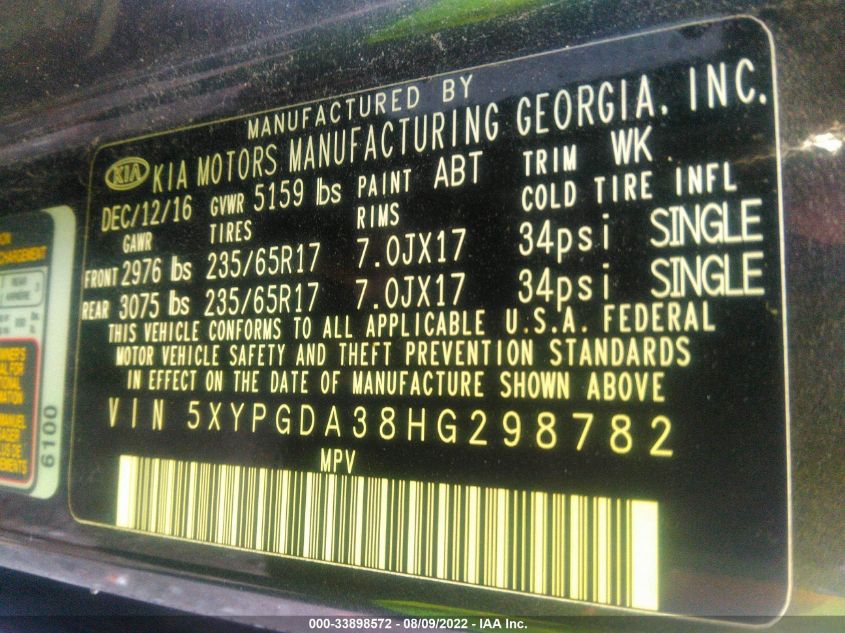 MANUFACTURED BY
KIA KIA MOTORS MANUFACTURING GEORGIA, INC.
DEC/12/16 GVWR 5159 lbs PAINT ABT TRIM WK
GAWR TIRES RIMS COLD TIRE INFL
FRONT 2976 lbs 235/65R17 7.0JX17 34psi SINGLE
REAR 3075 lbs 235/65R17 7.0JX17 34psi SINGLE
THIS VEHICLE CONFORMS TO ALL APPLICABLE U.S.A. FEDERAL
MOTOR VEHICLE SAFETY AND THEFT PREVENTION STANDARDS
IN EFFECT ON THE DATE OF MANUFACTURE SHOWN ABOVE
VIN 5XYPGDA38HG298782
MPV
6100
000-33898572 - 08/09/2022 - IAA Inc.